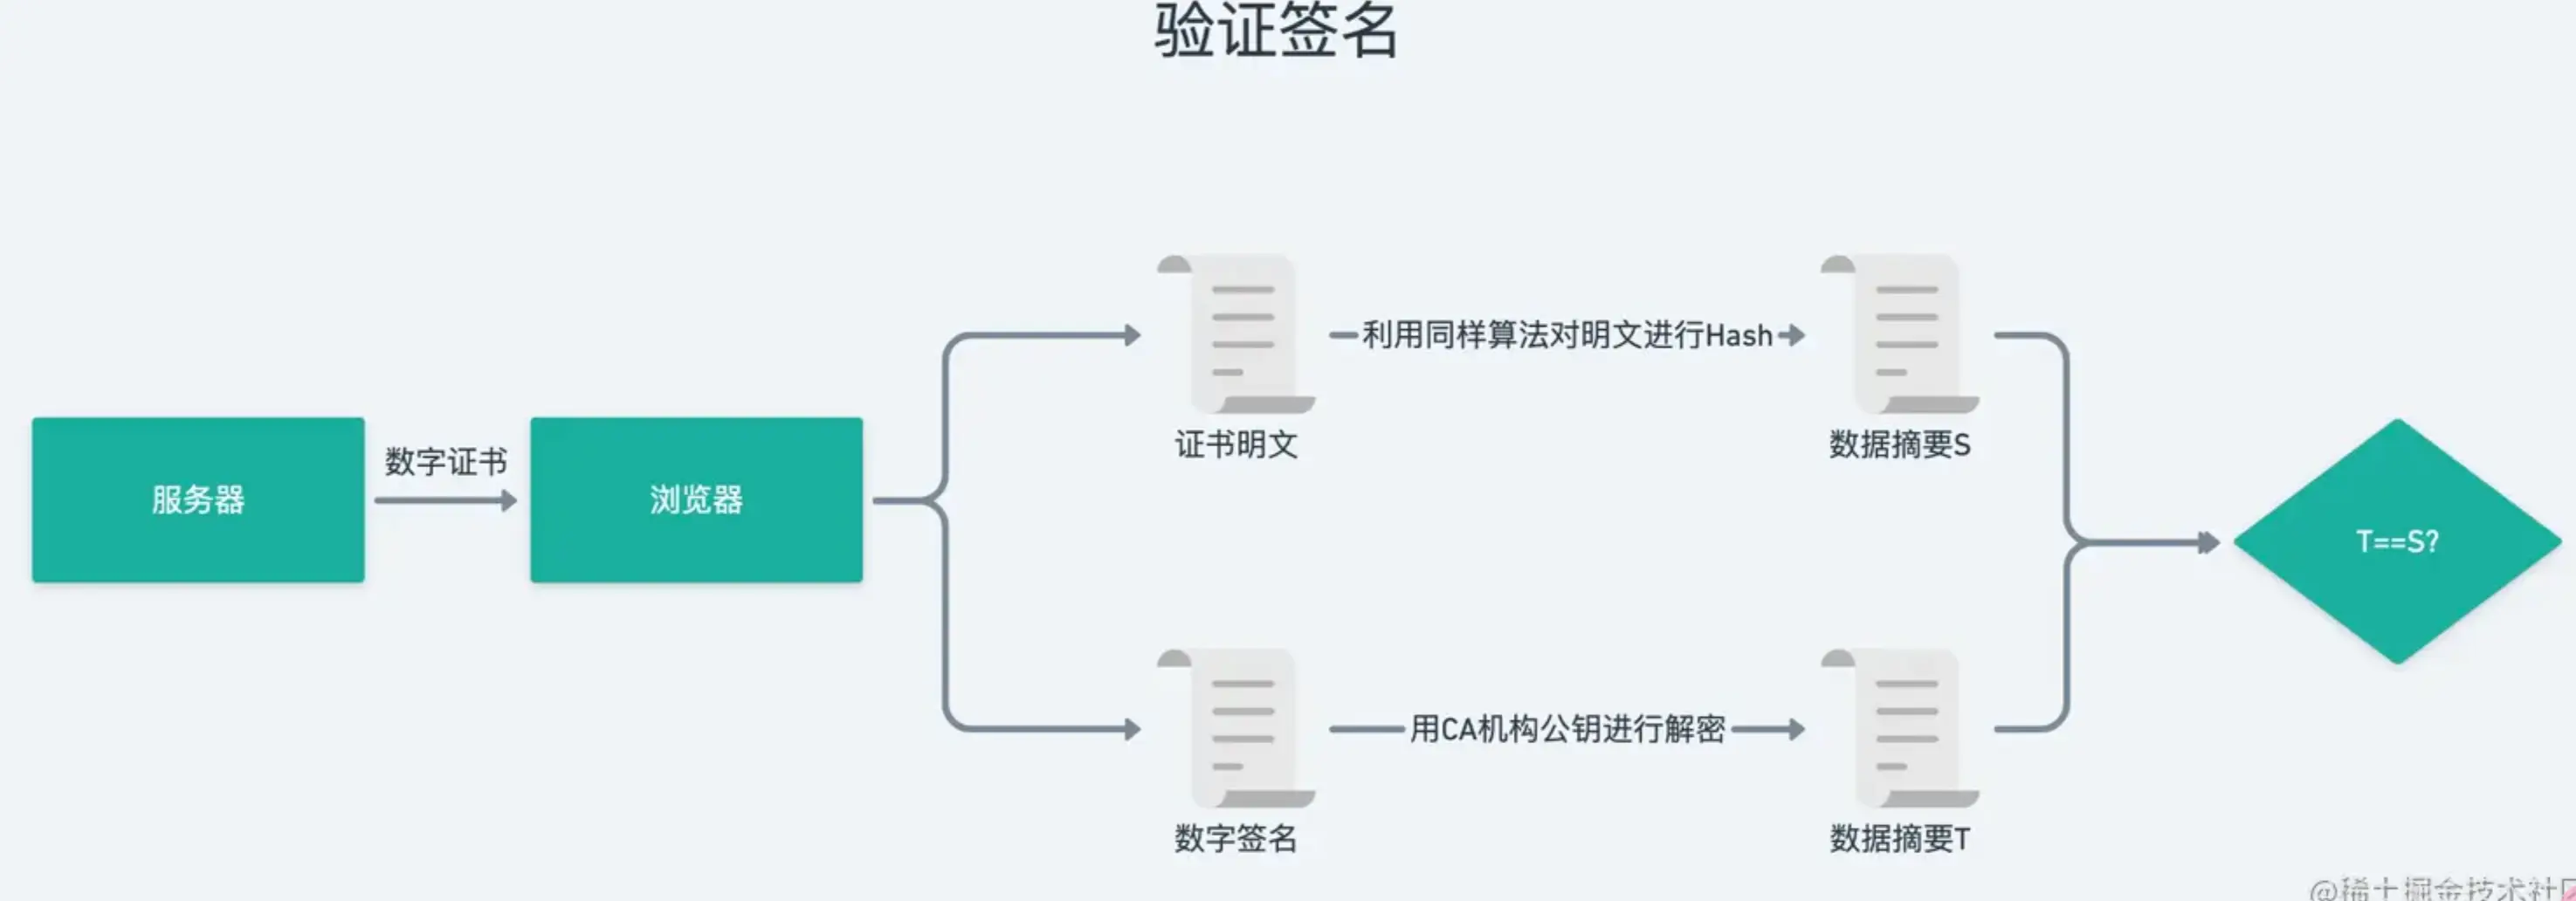 验证签名
服务器
数字证书
浏览器
证书明文
利用同样算法对明文进行Hash
数据摘要S
数字签名
用CA机构公钥进行解密
数据摘要T
T==S?
@稀土掘金技术社区